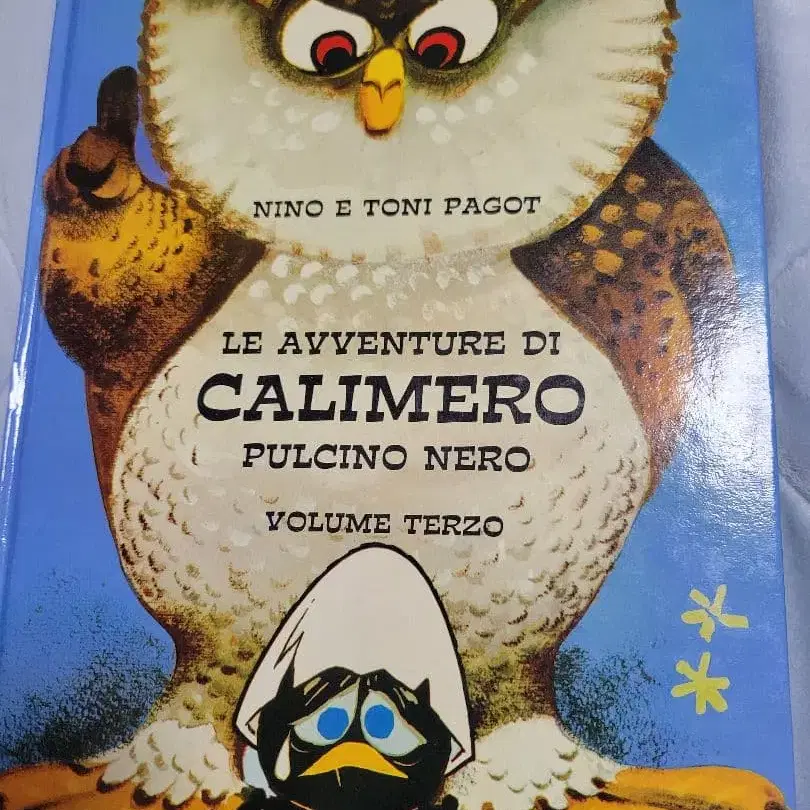 NINO E TONI PAGOT
LE AVVENTURE DI
CALIMERO
PULCINO NERO
VOLUME TERZO